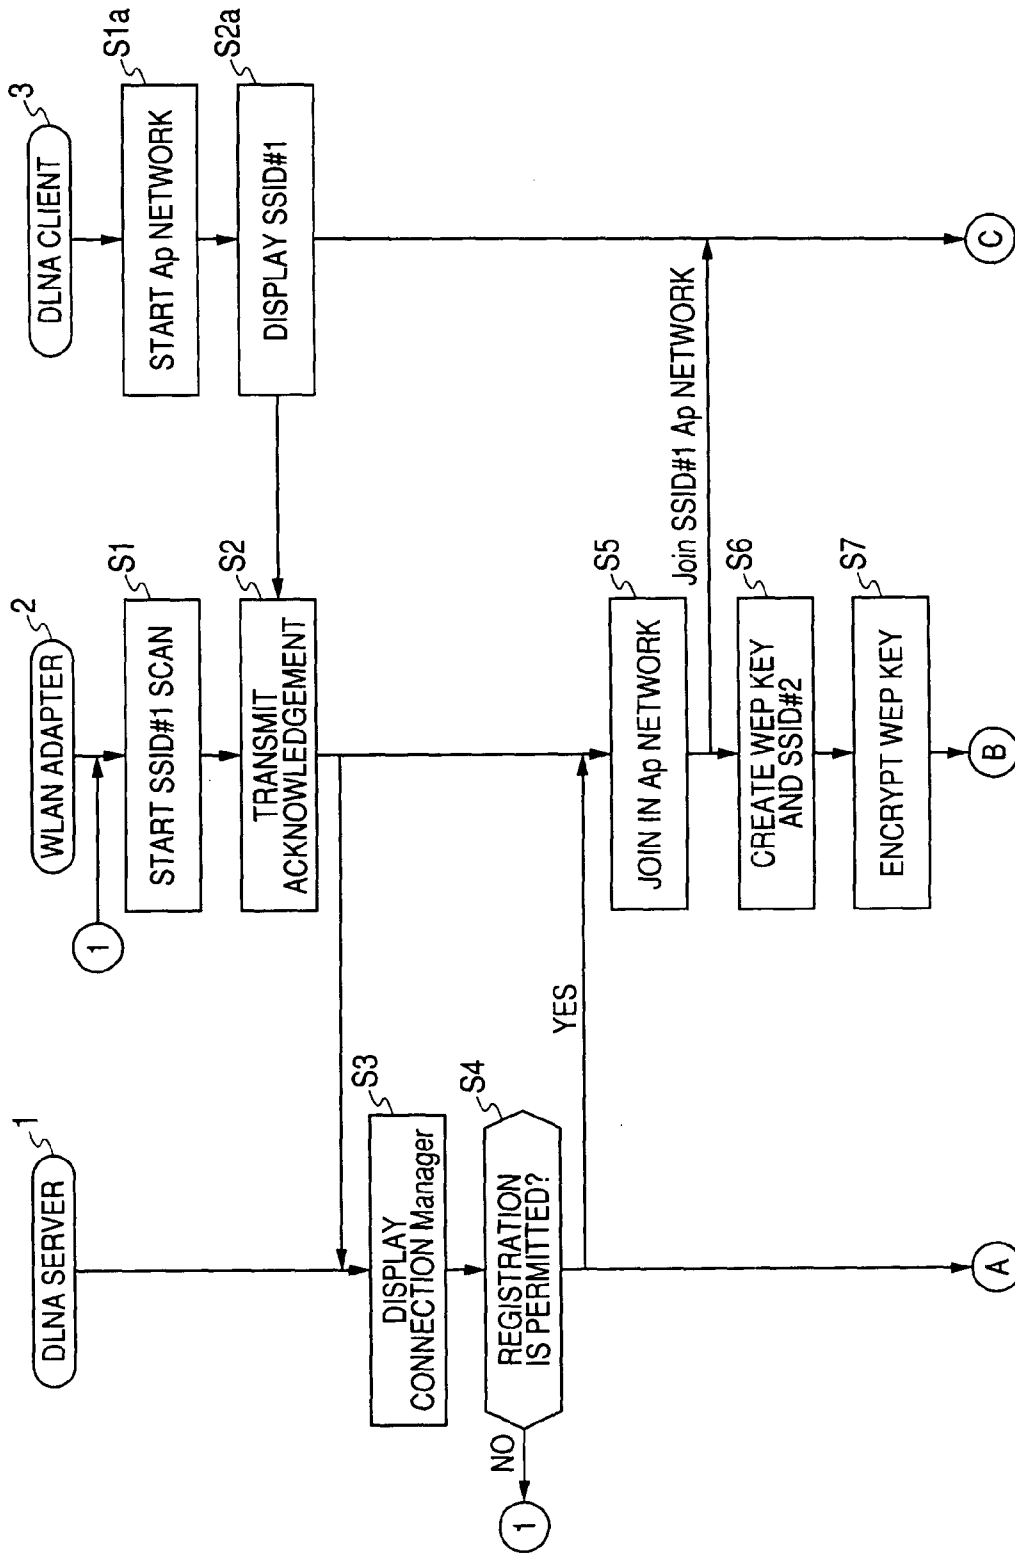 DLNA SERVER
1
DISPLAY
CONNECTION Manager
S3
REGISTRATION
IS PERMITTED?
S4
NO
1
YES
A
WLAN ADAPTER
2
1
START SSID#1 SCAN
S1
TRANSMIT
ACKNOWLEDGEMENT
S2
JOIN IN Ap NETWORK
S5
Join SSID#1 Ap NETWORK
CREATE WEP KEY
AND SSID#2
S6
ENCRYPT WEP KEY
S7
B
DLNA CLIENT
3
START Ap NETWORK
S1a
DISPLAY SSID#1
S2a
C